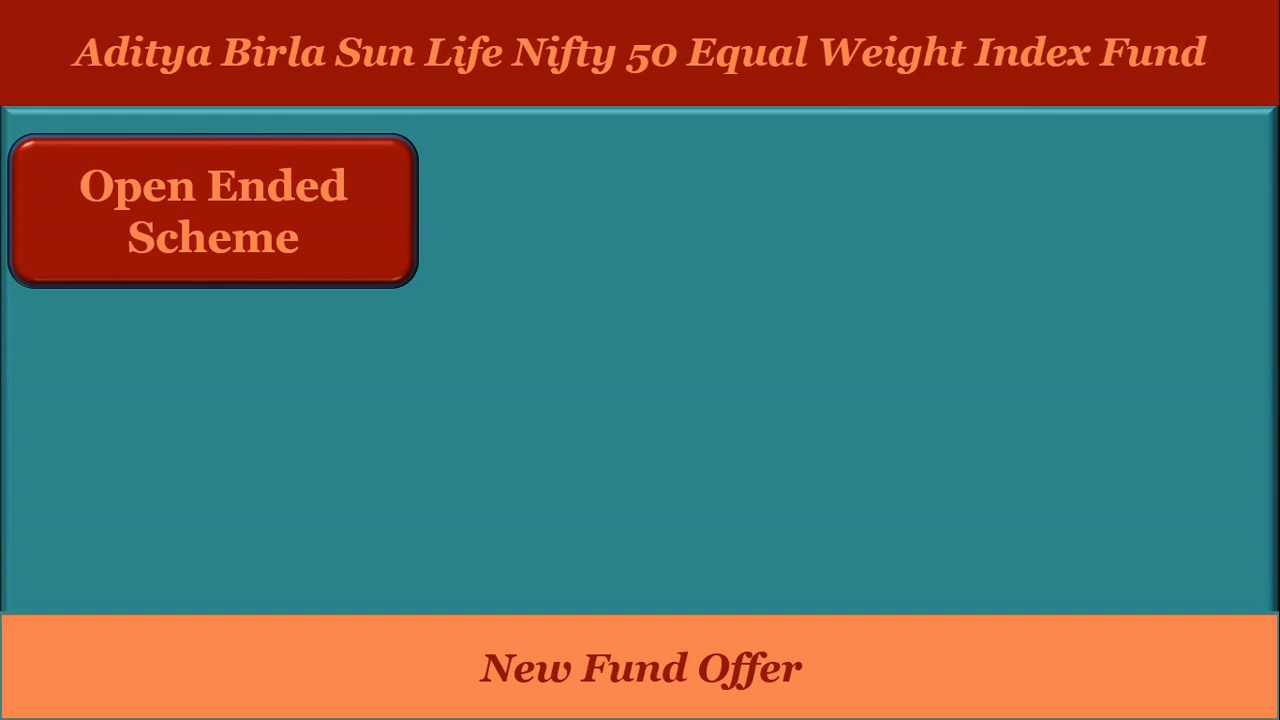 Aditya Birla Sun Life Nifty 50 Equal Weight Index Fund
Open Ended
Scheme
New Fund Offer